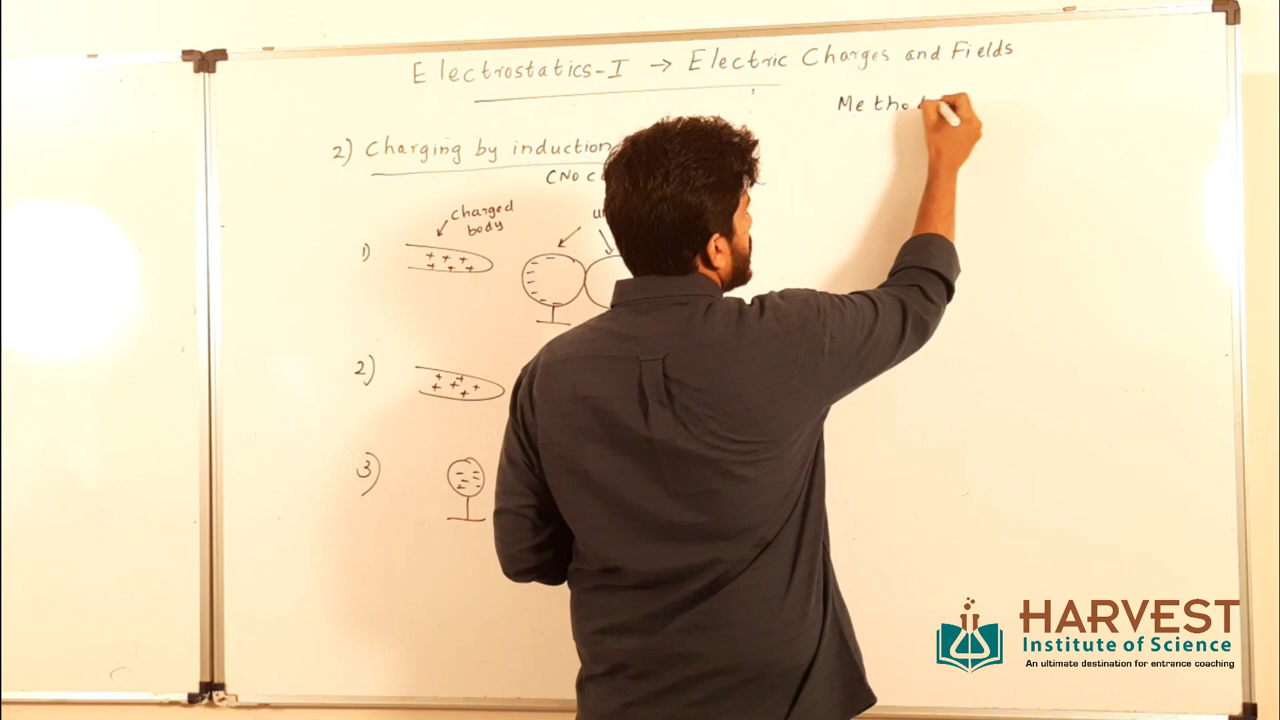 Electrostatics-I → Electric Charges and Fields
Metho
2) Charging by induction
charged
body
1)
+ + + +
+ + +
2)
3)
HARVEST
Institute of Science
An ultimate destination for entrance coaching